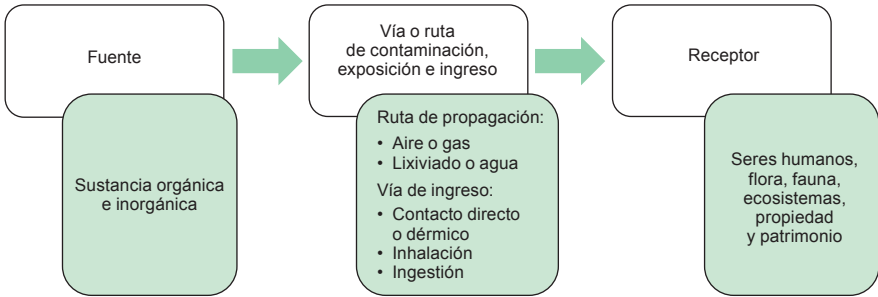 Fuente
Sustancia orgánica
e inorgánica
Vía o ruta
de contaminación,
exposición e ingreso
Ruta de propagación:
• Aire o gas
• Lixiviado o agua
Vía de ingreso:
• Contacto directo
o dérmico
• Inhalación
• Ingestión
Receptor
Seres humanos,
flora, fauna,
ecosistemas,
propiedad
y patrimonio